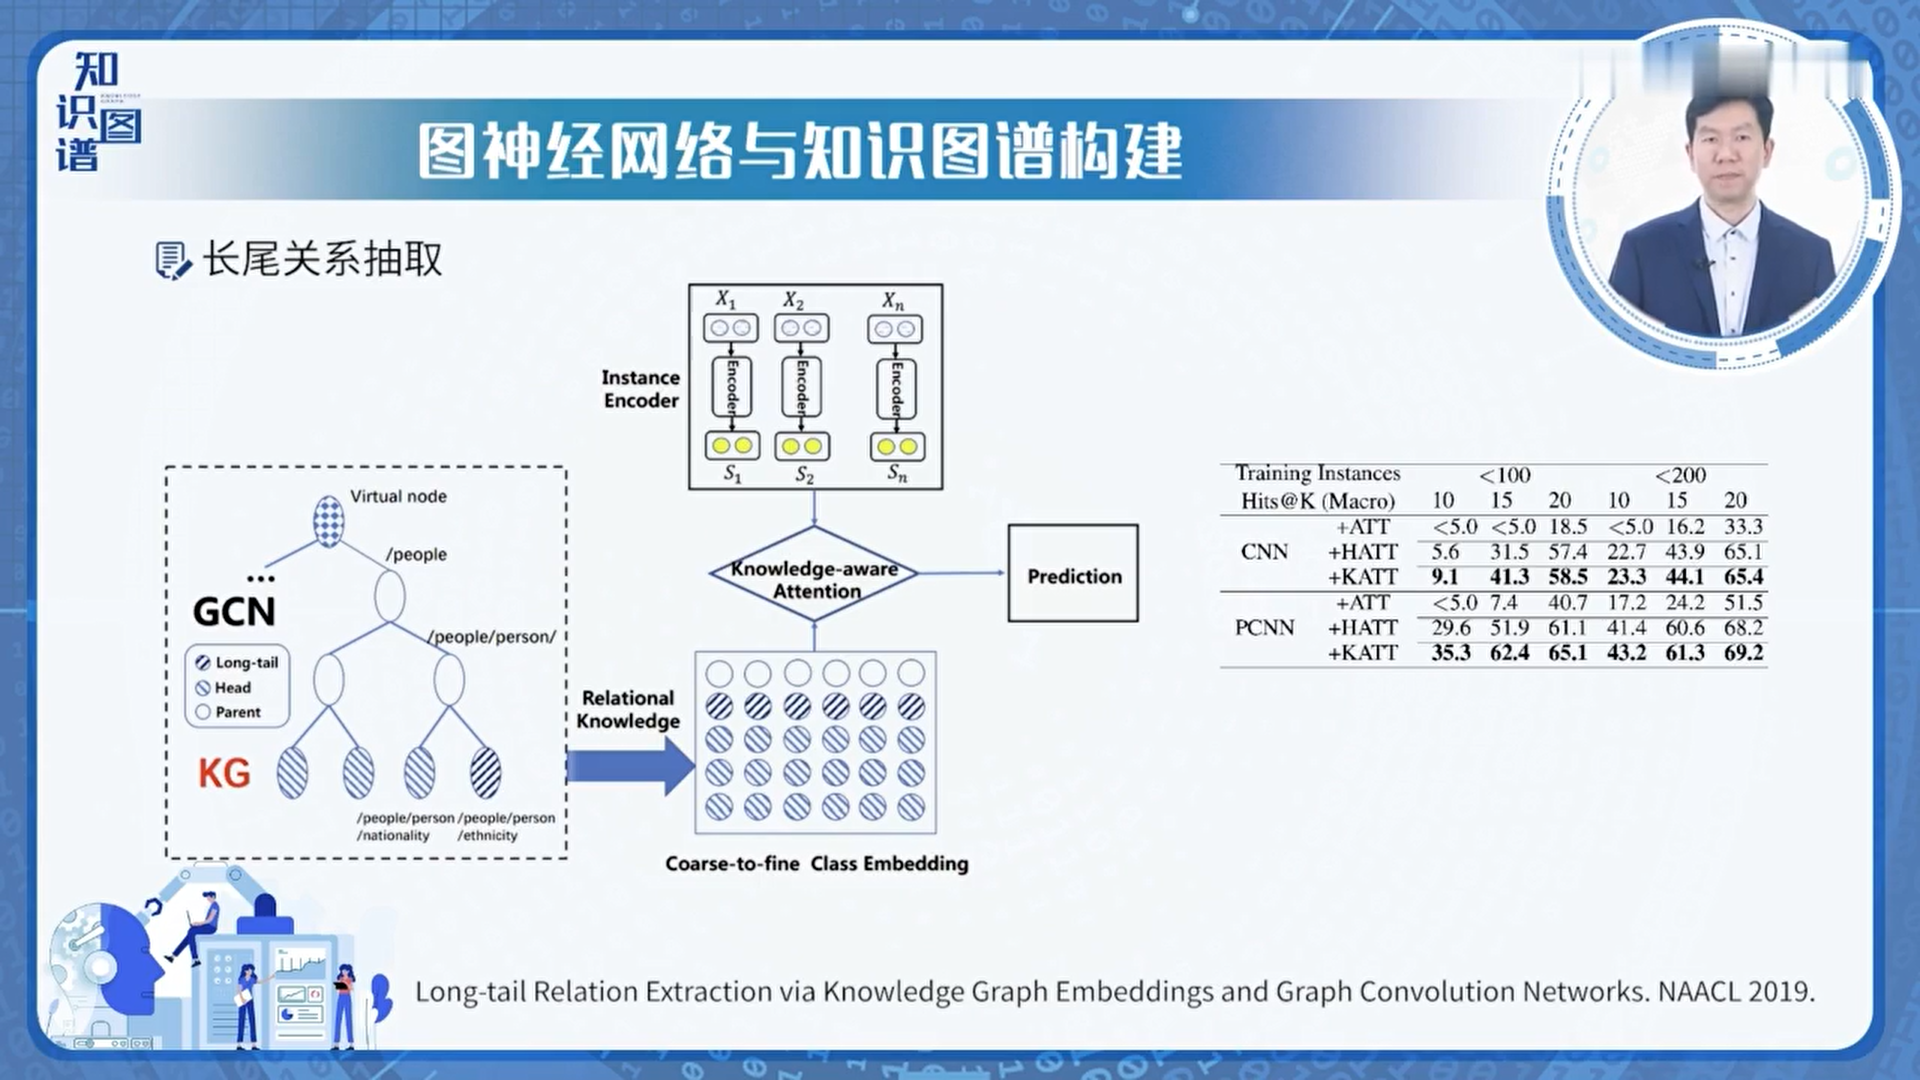 知识图谱
图神经网络与知识图谱构建
长尾关系抽取
X1 X2 Xn
Encoder Encoder Encoder
S1 S2 Sn
Instance
Encoder
Virtual node
/people
...
GCN
/people/person/
Long-tail
Head
Parent
KG
/people/person /people/person
/nationality /ethnicity
Relational
Knowledge
Knowledge-aware
Attention
Prediction
Coarse-to-fine Class Embedding
Training Instances <100 <200
Hits@K (Macro) 10 15 20 10 15 20
+ATT <5.0 <5.0 18.5 <5.0 16.2 33.3
CNN +HATT 5.6 31.5 57.4 22.7 43.9 65.1
+KATT 9.1 41.3 58.5 23.3 44.1 65.4
+ATT <5.0 7.4 40.7 17.2 24.2 51.5
PCNN +HATT 29.6 51.9 61.1 41.4 60.6 68.2
+KATT 35.3 62.4 65.1 43.2 61.3 69.2
Long-tail Relation Extraction via Knowledge Graph Embeddings and Graph Convolution Networks. NAACL 2019.